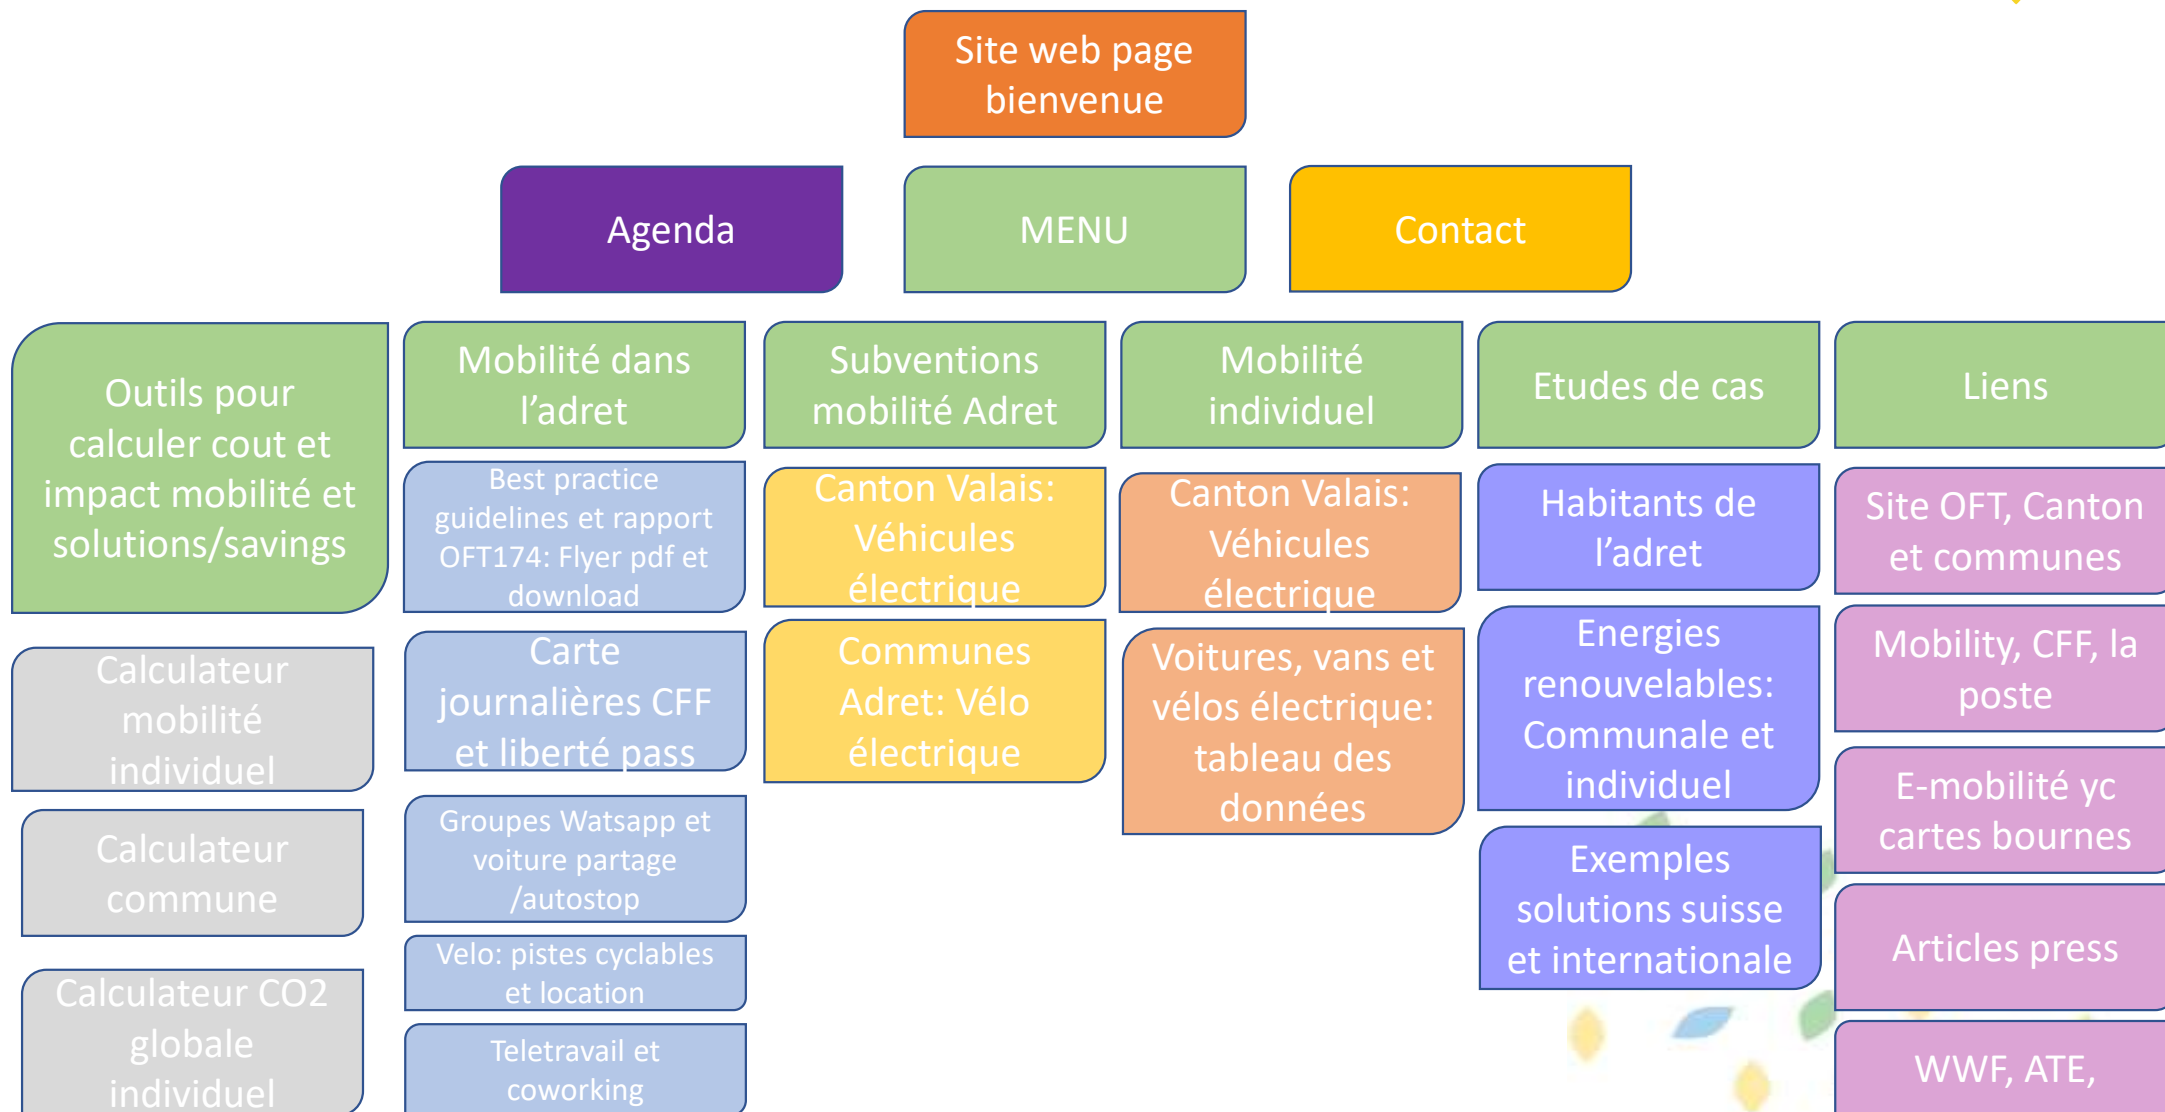 Site web page
bienvenue
Agenda
MENU
Contact
Outils pour
calculer cout et
impact mobilité et
solutions/savings
Calculateur
mobilité
individuel
Calculateur
commune
Calculateur CO2
globale
individuel
Mobilité dans
l’adret
Best practice
guidelines et rapport
OFT174: Flyer pdf et
download
Carte
journalières CFF
et liberté pass
Groupes Watsapp et
voiture partage
/autostop
Velo: pistes cyclables
et location
Teletravail et
coworking
Subventions
mobilité Adret
Canton Valais:
Véhicules
électrique
Communes
Adret: Vélo
électrique
Mobilité
individuel
Canton Valais:
Véhicules
électrique
Voitures, vans et
vélos électrique:
tableau des
données
Etudes de cas
Habitants de
l’adret
Energies
renouvelables:
Communale et
individuel
Exemples
solutions suisse
et internationale
Liens
Site OFT, Canton
et communes
Mobility, CFF, la
poste
E-mobilité yc
cartes bournes
Articles press
WWF, ATE,